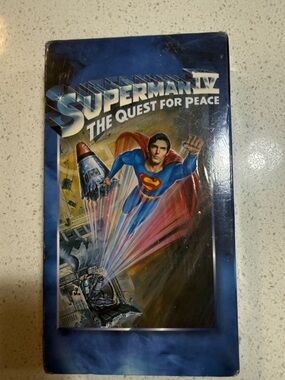 SUPERMAN IV
THE QUEST FOR PEACE